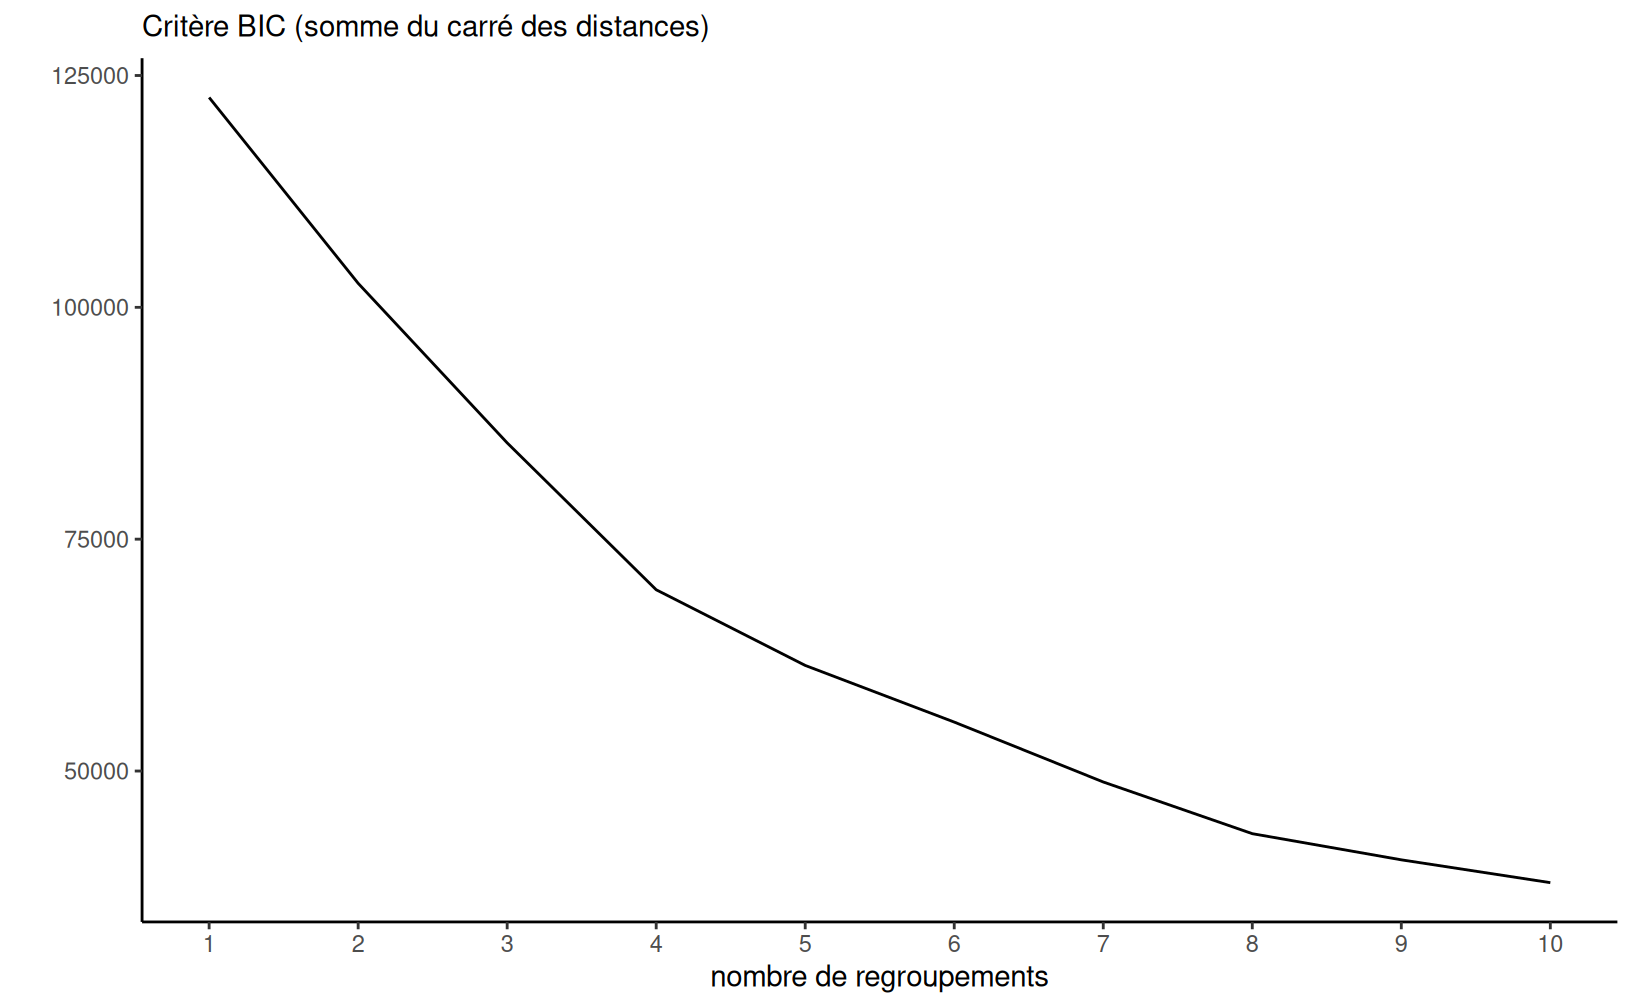 Critère BIC (somme du carré des distances)
125000
100000
75000
50000
1 2 3 4 5 6 7 8 9 10
nombre de regroupements